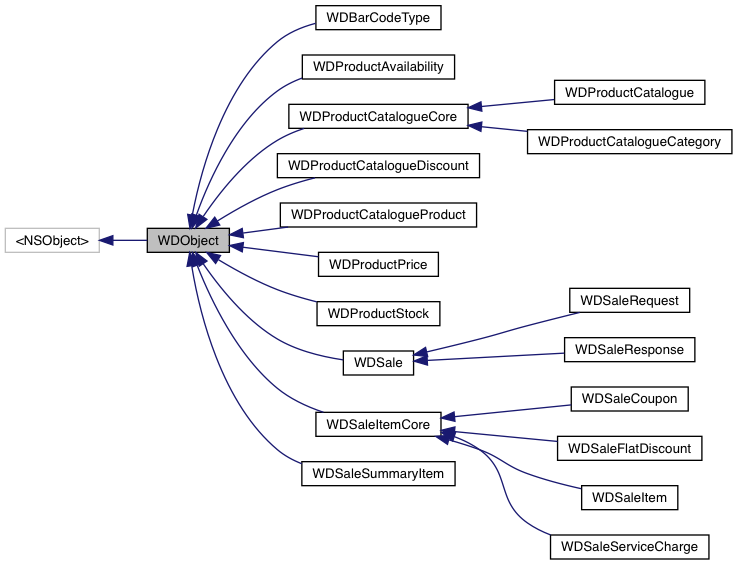 WDBarCodeType
WDProductAvailability
WDProductCatalogue
WDProductCatalogueCore
WDProductCatalogueCategory
WDProductCatalogueDiscount
WDProductCatalogueProduct
<NSObject>
WDObject
WDProductPrice
WDSaleRequest
WDProductStock
WDSaleResponse
WDSale
WDSaleCoupon
WDSaleItemCore
WDSaleFlatDiscount
WDSaleSummaryItem
WDSaleItem
WDSaleServiceCharge